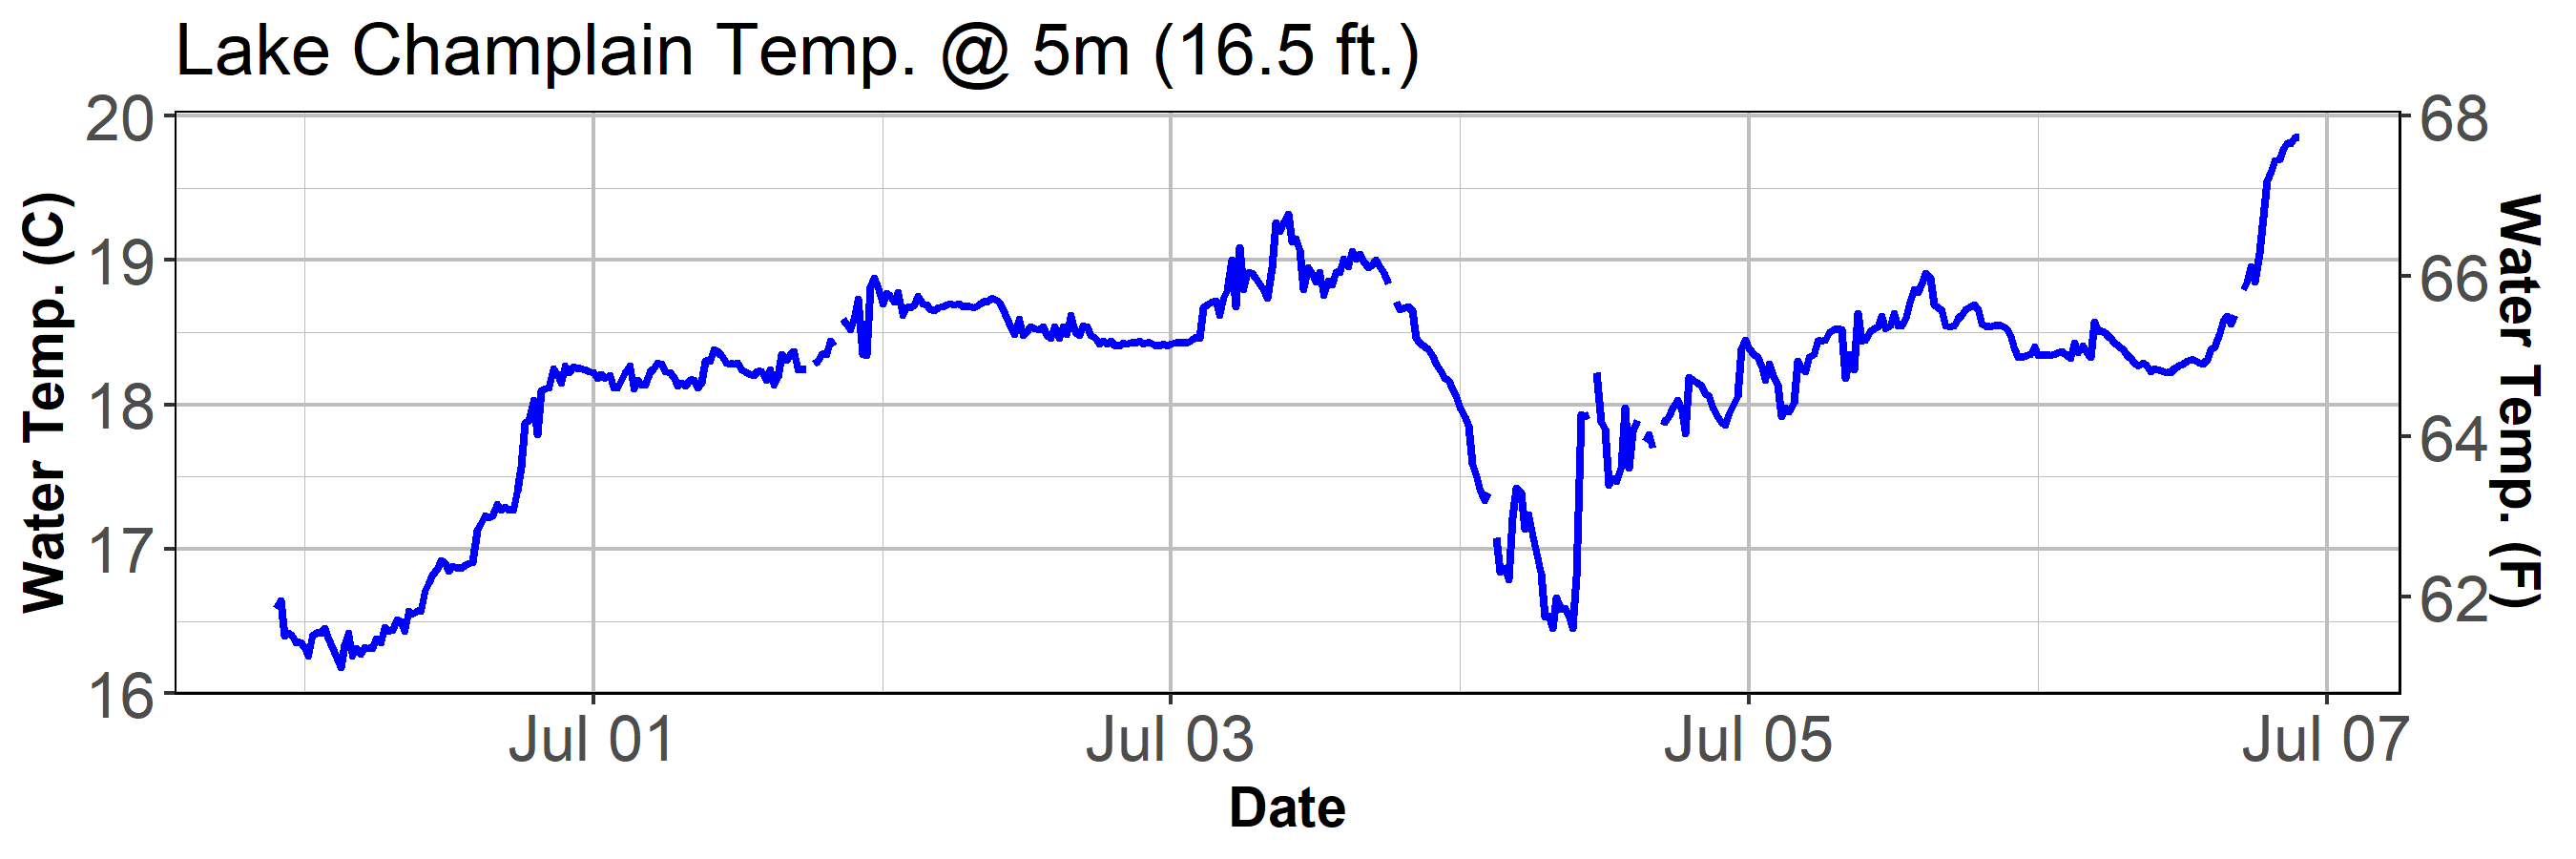 Lake Champlain Temp. @ 5m (16.5 ft.)
20
19
18
17
16
Water Temp. (C)
68
66
64
62
Water Temp. (F)
Jul 01 Jul 03 Jul 05 Jul 07
Date